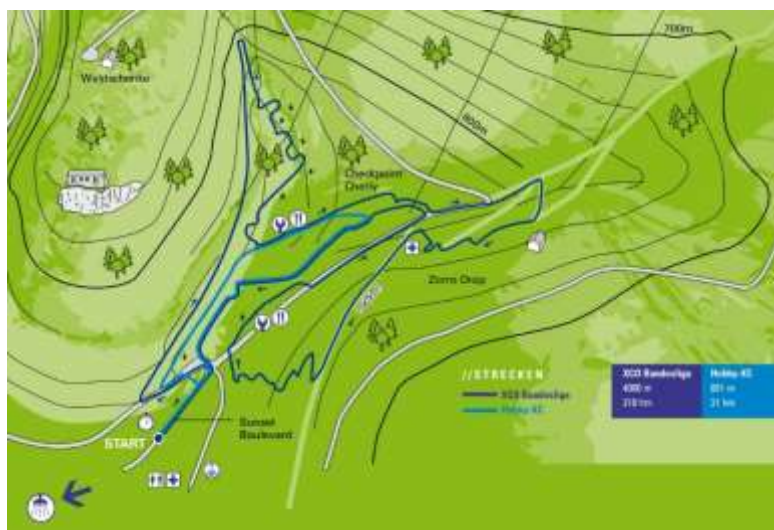 700m
Waldschenke
800m
Checkpoint
Charly
Zorro Drop
//STRECKEN
XCO Bundesliga
Hobby-XC
XCO Bundesliga
4000 m
Hobby-XC
Sunset
Boulevard
START